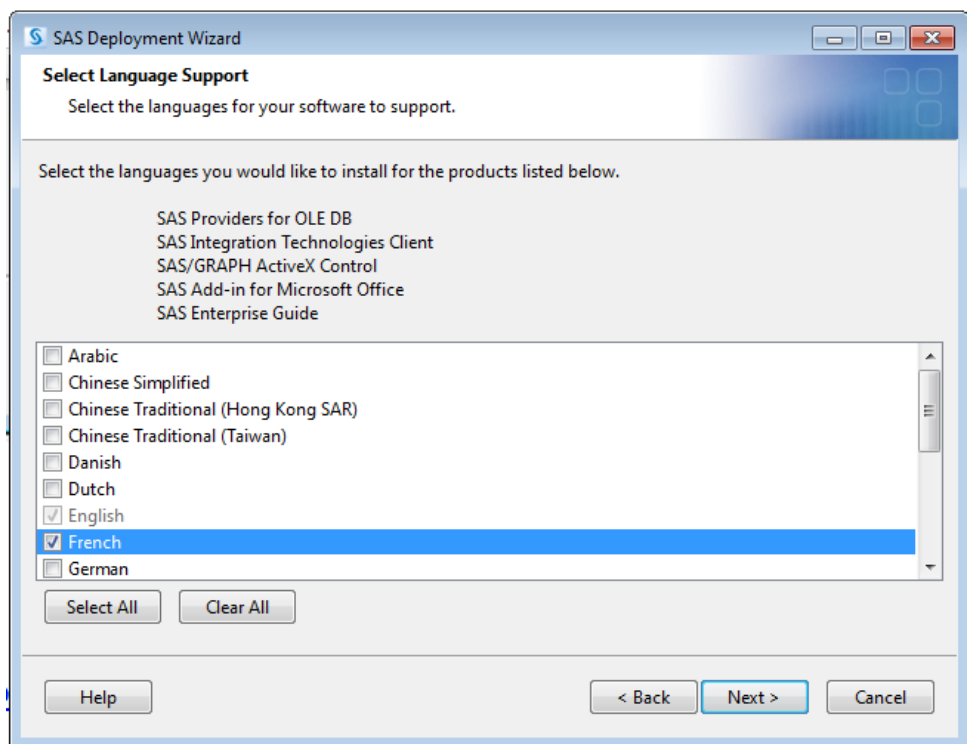 SAS Deployment Wizard
Select Language Support
Select the languages for your software to support.
Select the languages you would like to install for the products listed below.
SAS Providers for OLE DB
SAS Integration Technologies Client
SAS/GRAPH ActiveX Control
SAS Add-in for Microsoft Office
SAS Enterprise Guide
Arabic
Chinese Simplified
Chinese Traditional (Hong Kong SAR)
Chinese Traditional (Taiwan)
Danish
Dutch
English
French
German
Select All Clear All
Help < Back Next > Cancel